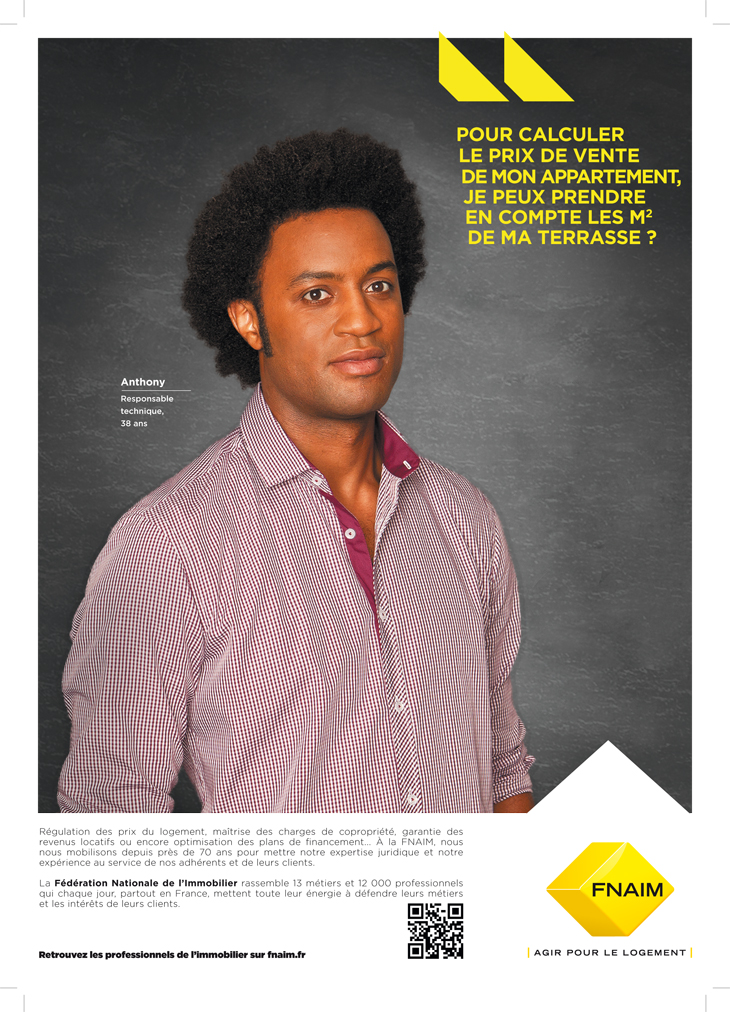 POUR CALCULER
LE PRIX DE VENTE
DE MON APPARTEMENT,
JE PEUX PRENDRE
EN COMPTE LES M²
DE MA TERRASSE ?
Anthony
Responsable
technique,
38 ans
Régulation des prix du logement, maîtrise des charges de copropriété, garantie des
revenus locatifs ou encore optimisation des plans de financement... À la FNAIM, nous
nous mobilisons depuis près de 70 ans pour mettre notre expertise juridique et notre
expérience au service de nos adhérents et de leurs clients.
La Fédération Nationale de l'Immobilier rassemble 13 métiers et 12 000 professionnels
qui chaque jour, partout en France, mettent toute leur énergie à défendre leurs métiers
et les intérêts de leurs clients.
Retrouvez les professionnels de l'immobilier sur fnaim.fr
FNAIM
AGIR POUR LE LOGEMENT